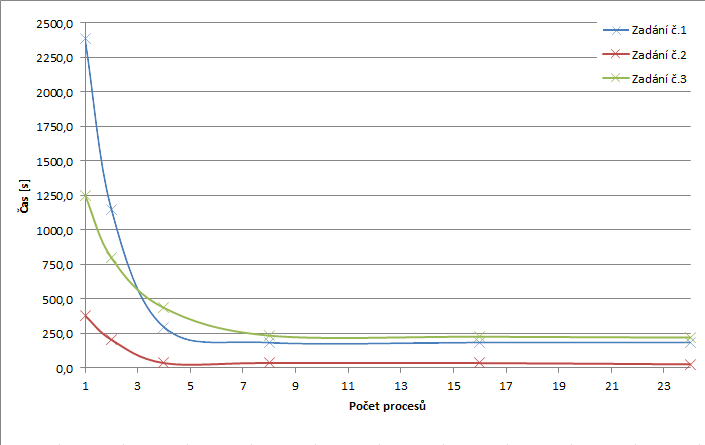 2500,0
2250,0
2000,0
1750,0
1500,0
1250,0
1000,0
750,0
500,0
250,0
0,0
Čas [s]
1 3 5 7 9 11 13 15 17 19 21 23
Počet procesů
Zadání č.1
Zadání č.2
Zadání č.3